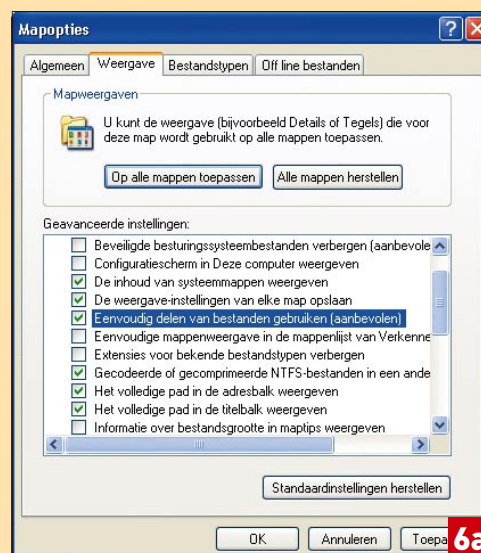 Mapopties
Algemeen Weergave Bestandstypen Off line bestanden
Mapweergaven
U kunt de weergave (bijvoorbeeld Details of Tegels) die voor
deze map wordt gebruikt op alle mappen toepassen.
Op alle mappen toepassen Alle mappen herstellen
Geavanceerde instellingen:
Beveiligde besturingssysteembestanden verbergen (aanbevole
Configuratiescherm in Deze computer weergeven
De inhoud van systeemmappen weergeven
De weergave-instellingen van elke map opslaan
Eenvoudig delen van bestanden gebruiken (aanbevolen)
Eenvoudige mappenweergave in de mappenlijst van Verkenne
Extensies voor bekende bestandstypen verbergen
Gecodeerde of gecomprimeerde NTFS-bestanden in een ande
Het volledige pad in de adresbalk weergeven
Het volledige pad in de titelbalk weergeven
Informatie over bestandsgrootte in maptips weergeven
Standaardinstellingen herstellen
OK Annuleren Toepa
6a